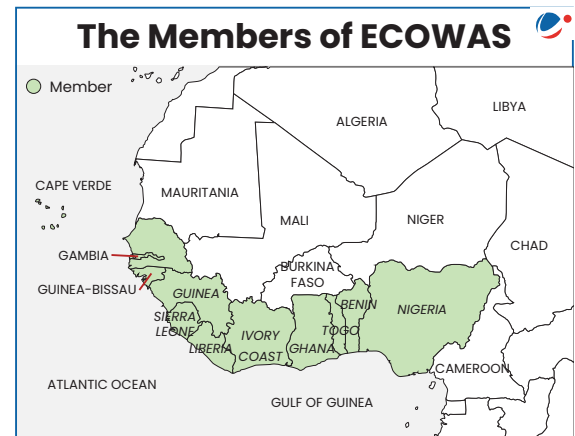 The Members of ECOWAS
Member
LIBYA
ALGERIA
CAPE VERDE
MAURITANIA
MALI
NIGER
CHAD
GAMBIA
BURKINA
FASO
GUINEA-BISSAU
GUINEA
BENIN
NIGERIA
SIERRA
LEONE
TOGO
IVORY
COAST
LIBERIA
GHANA
CAMEROON
ATLANTIC OCEAN
GULF OF GUINEA